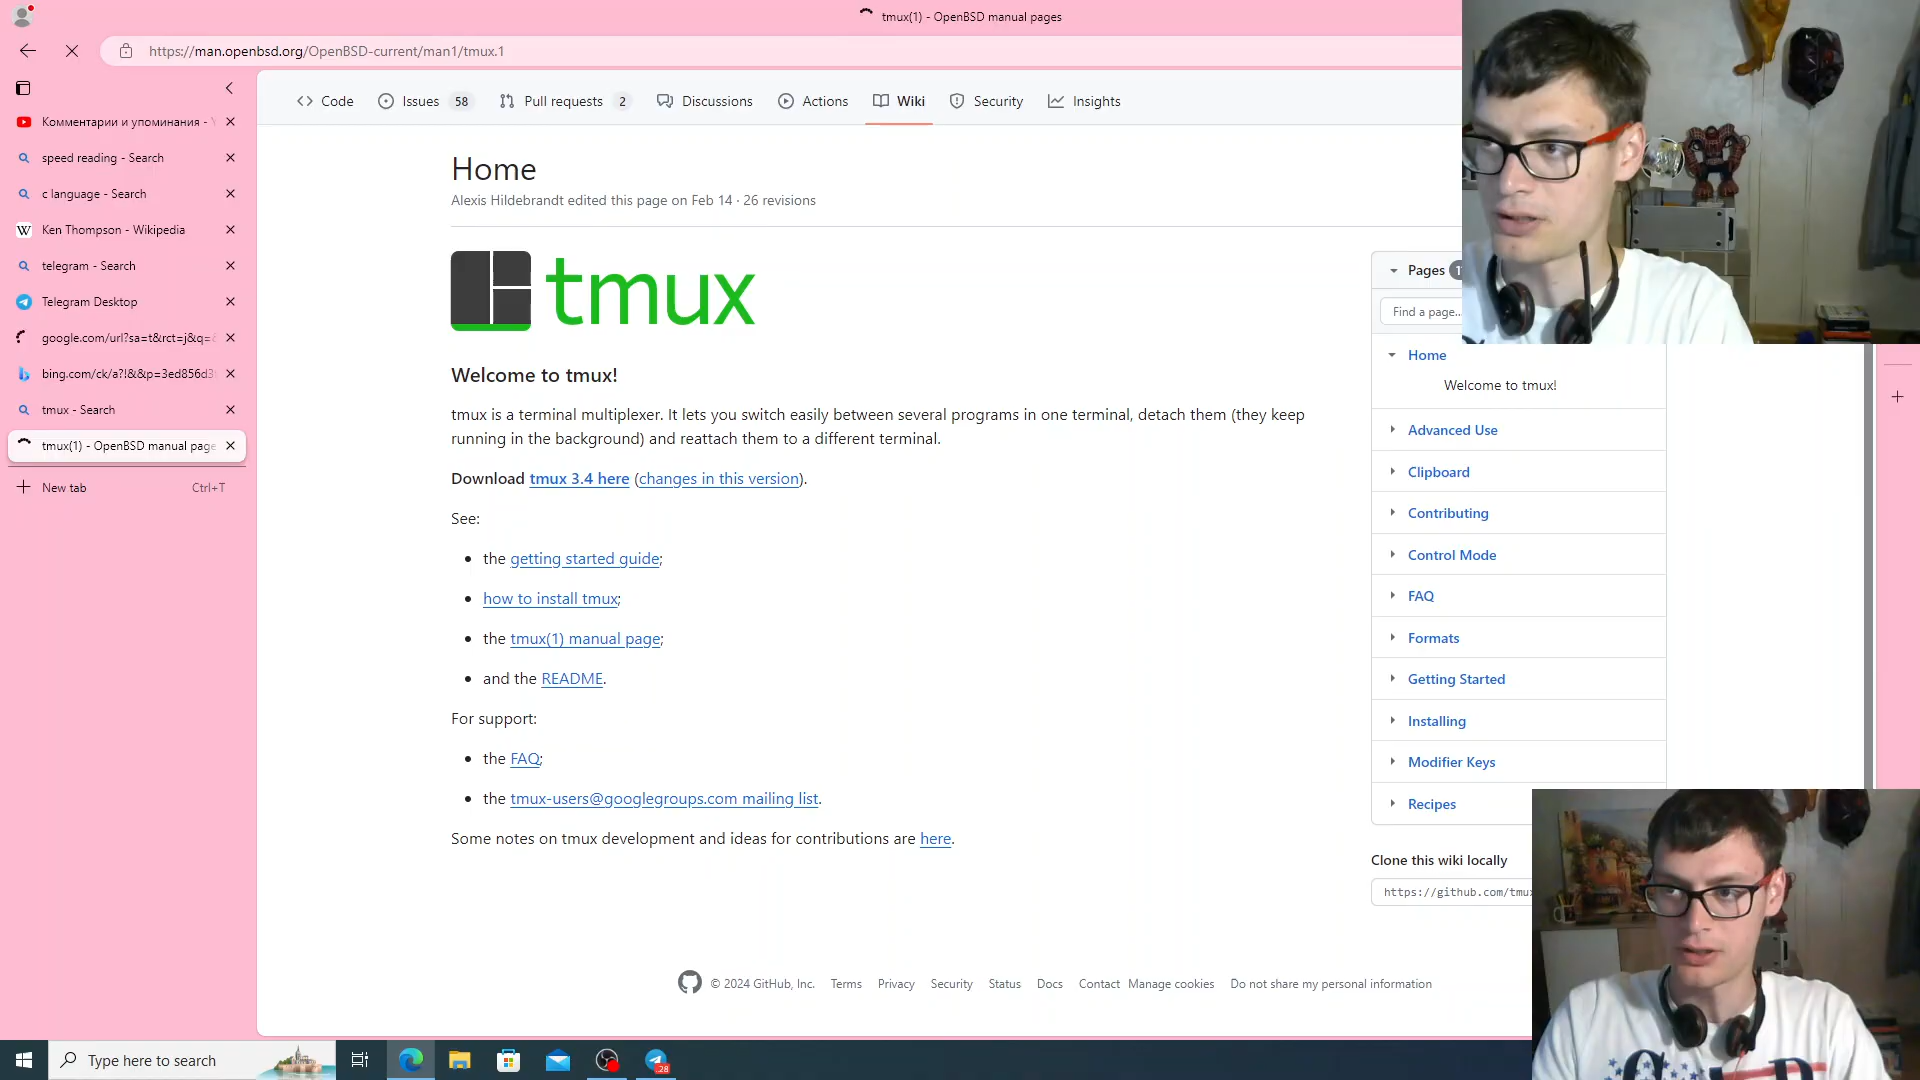 tmux(1) - OpenBSD manual pages
https://man.openbsd.org/OpenBSD-current/man1/tmux.1
Комментарии и упоминания -
speed reading - Search
c language - Search
Ken Thompson - Wikipedia
telegram - Search
Telegram Desktop
google.com/url?sa=t&rct=j&q=&
bing.com/ck/a?!&&p=3ed856d3
tmux - Search
tmux(1) - OpenBSD manual page
New tab
Ctrl+T
Code
Issues 58
Pull requests 2
Discussions
Actions
Wiki
Security
Insights
Home
Alexis Hildebrandt edited this page on Feb 14 · 26 revisions
tmux
Welcome to tmux!
tmux is a terminal multiplexer. It lets you switch easily between several programs in one terminal, detach them (they keep
running in the background) and reattach them to a different terminal.
Download tmux 3.4 here (changes in this version).
See:
• the getting started guide;
• how to install tmux;
• the tmux(1) manual page;
• and the README.
For support:
• the FAQ;
• the tmux-users@googlegroups.com mailing list.
Some notes on tmux development and ideas for contributions are here.
Pages
Find a page...
Home
Welcome to tmux!
Advanced Use
Clipboard
Contributing
Control Mode
FAQ
Formats
Getting Started
Installing
Modifier Keys
Recipes
Clone this wiki locally
https://github.com/tmux
© 2024 GitHub, Inc.
Terms
Privacy
Security
Status
Docs
Contact
Manage cookies
Do not share my personal information
Type here to search
28